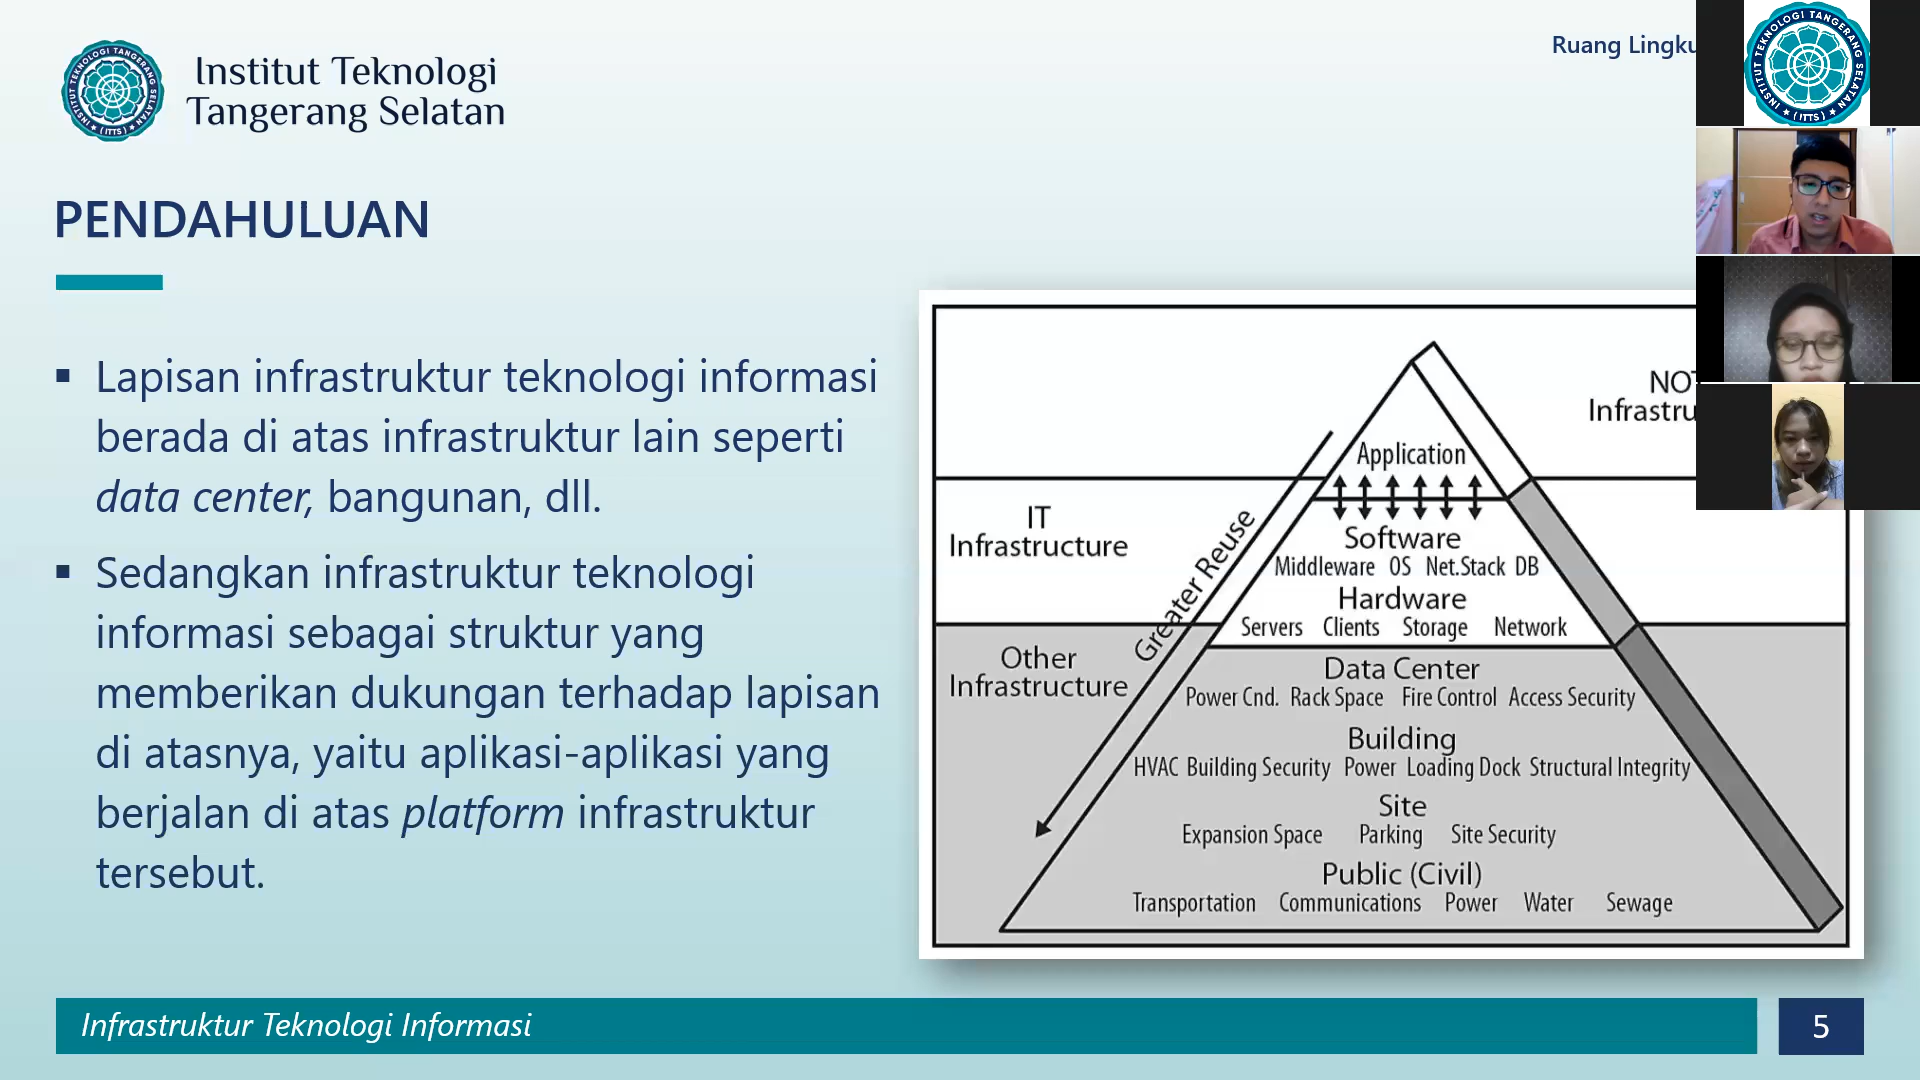 Institut Teknologi
Tangerang Selatan
Ruang
INSTITUT TEKNOLOGI TANGERANG SELATAN
(ITTS)
PENDAHULUAN
▪ Lapisan infrastruktur teknologi informasi
berada di atas infrastruktur lain seperti
data center, bangunan, dll.
▪ Sedangkan infrastruktur teknologi
informasi sebagai struktur yang
memberikan dukungan terhadap lapisan
di atasnya, yaitu aplikasi-aplikasi yang
berjalan di atas platform infrastruktur
tersebut.
Application
IT
Infrastructure
Greater Reuse
Software
Middleware OS Net.Stack DB
Hardware
Servers Clients Storage Network
Other
Infrastructure
Data Center
Power Cnd. Rack Space Fire Control Access Security
Building
HVAC Building Security Power Loading Dock Structural Integrity
Site
Expansion Space Parking Site Security
Public (Civil)
Transportation Communications Power Water Sewage
Infrastruktur Teknologi Informasi
5